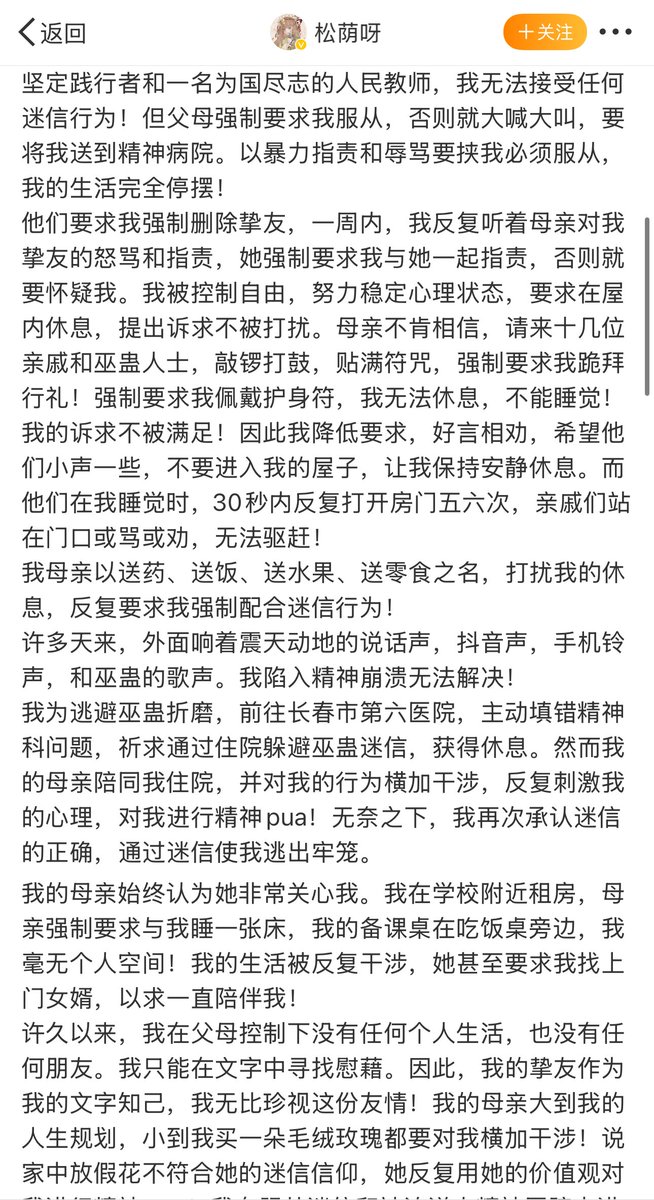 返回
松荫呀
+关注
坚定践行者和一名为国尽志的人民教师，我无法接受任何
迷信行为！但父母强制要求我服从，否则就大喊大叫，要
将我送到精神病院。以暴力指责和辱骂要挟我必须服从，
我的生活完全停摆！
他们要求我强制删除挚友，一周内，我反复听着母亲对我
挚友的怒骂和指责，她强制要求我与她一起指责，否则就
要怀疑我。我被控制自由，努力稳定心理状态，要求在屋
内休息，提出诉求不被打扰。母亲不肯相信，请来十几位
亲戚和巫蛊人士，敲锣打鼓，贴满符咒，强制要求我跪拜
行礼！强制要求我佩戴护身符，我无法休息，不能睡觉！
我的诉求不被满足！因此我降低要求，好言相劝，希望他
们小声一些，不要进入我的屋子，让我保持安静休息。而
他们在我睡觉时，30秒内反复打开房门五六次，亲戚们站
在门口或骂或劝，无法驱赶！
我母亲以送药、送饭、送水果、送零食之名，打扰我的休
息，反复要求我强制配合迷信行为！
许多天来，外面响着震天动地的说话声，抖音声，手机铃
声，和巫蛊的歌声。我陷入精神崩溃无法解决！
我为逃避巫蛊折磨，前往长春市第六医院，主动填错精神
科问题，祈求通过住院躲避巫蛊迷信，获得休息。然而我
的母亲陪同我住院，并对我的行为横加干涉，反复刺激我
的心理，对我进行精神pua！无奈之下，我再次承认迷信
的正确，通过迷信使我逃出牢笼。
我的母亲始终认为她非常关心我。我在学校附近租房，母
亲强制要求与我睡一张床，我的备课桌在吃饭桌旁边，我
毫无个人空间！我的生活被反复干涉，她甚至要求我找上
门女婿，以求一直陪伴我！
许久以来，我在父母控制下没有任何个人生活，也没有任
何朋友。我只能在文字中寻找慰藉。因此，我的挚友作为
我的文字知己，我无比珍视这份友情！我的母亲大到我的
人生规划，小到我买一朵毛绒玫瑰都要对我横加干涉！说
家中放假花不符合她的迷信信仰，她反复用她的价值观对